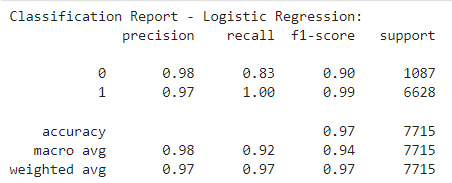 Classification Report - Logistic Regression:
precision recall f1-score support
0 0.98 0.83 0.90 1087
1 0.97 1.00 0.99 6628
accuracy 0.97 7715
macro avg 0.98 0.92 0.94 7715
weighted avg 0.97 0.97 0.97 7715